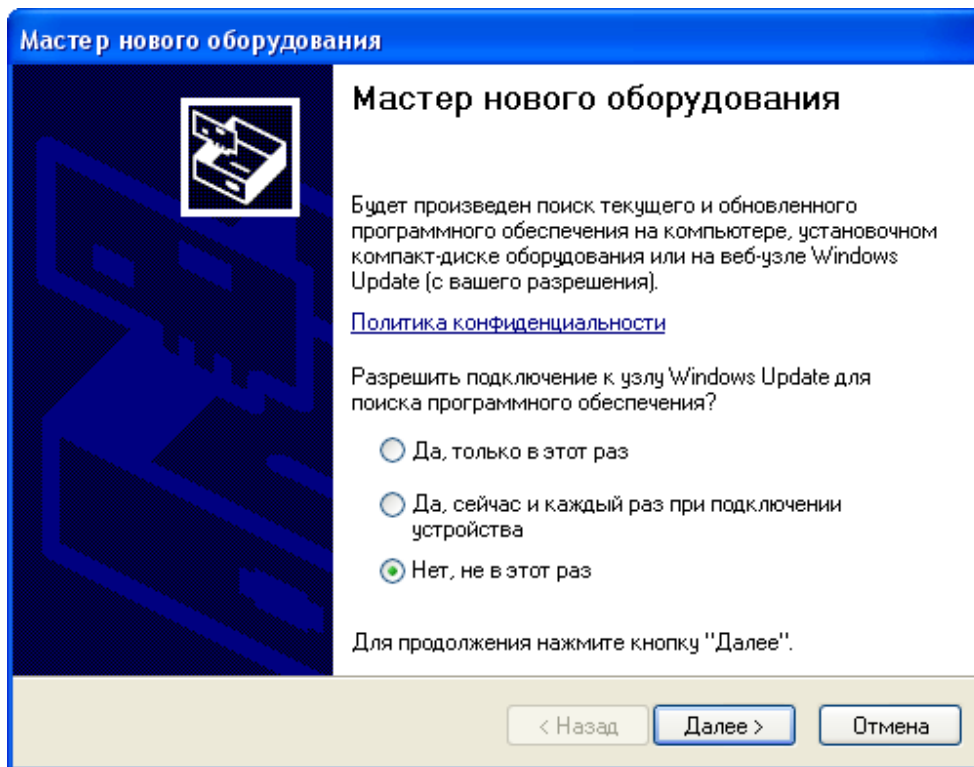 Мастер нового оборудования
Мастер нового оборудования
Будет произведен поиск текущего и обновленного
программного обеспечения на компьютере, установочном
компакт-диске оборудования или на веб-узле Windows
Update (с вашего разрешения).
Политика конфиденциальности
Разрешить подключение к узлу Windows Update для
поиска программного обеспечения?
Да, только в этот раз
Да, сейчас и каждый раз при подключении
устройства
Нет, не в этот раз
Для продолжения нажмите кнопку "Далее".
< Назад
Далее >
Отмена